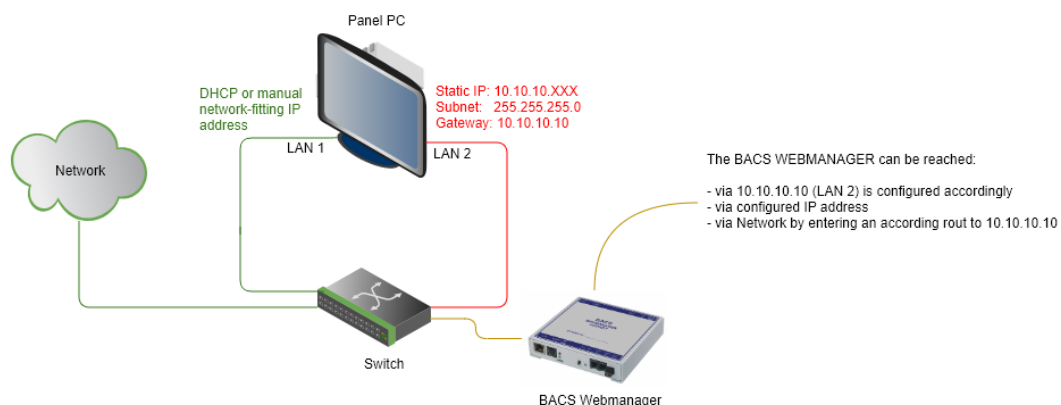 Panel PC
DHCP or manual
network-fitting IP
address
Static IP: 10.10.10.XXX
Subnet: 255.255.255.0
Gateway: 10.10.10.10
LAN 1
LAN 2
Network
The BACS WEBMANAGER can be reached:
- via 10.10.10.10 (LAN 2) is configured accordingly
- via configured IP address
- via Network by entering an according rout to 10.10.10.10
Switch
BACS
BACS Webmanager